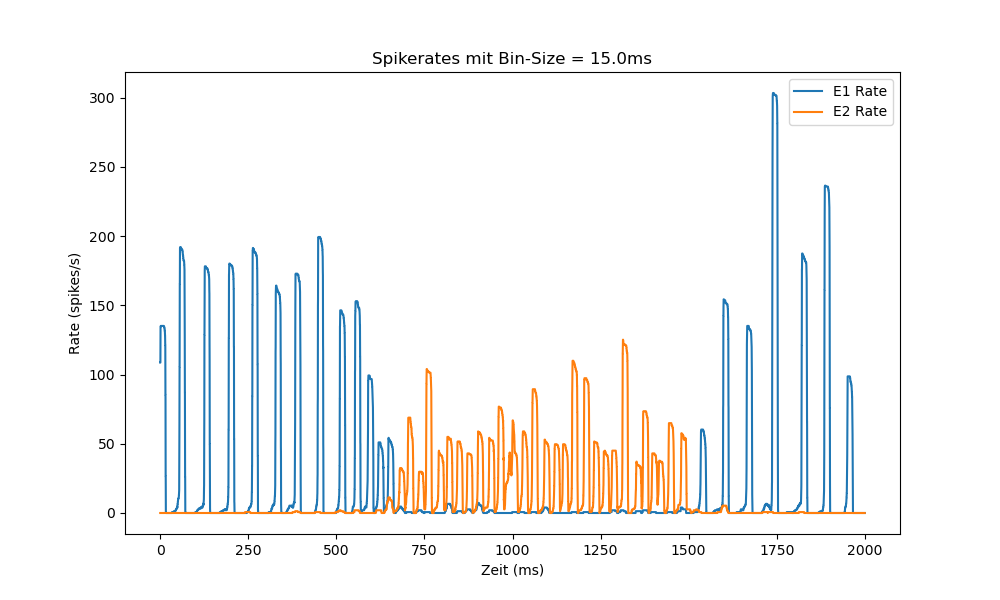 Spikerates mit Bin-Size = 15.0ms
E1 Rate
E2 Rate
Rate (spikes/s)
300
250
200
150
100
50
0
0 250 500 750 1000 1250 1500 1750 2000
Zeit (ms)